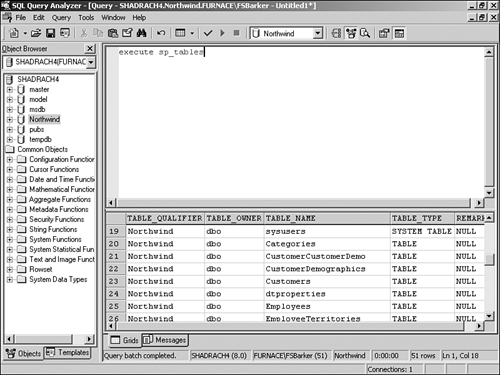 SQL Query Analyzer - [Query - SHADRACH4.Northwind.FURNACE\FSBarker - Untitled1*]
File Edit Query Tools Window Help
Northwind
Object Browser
SHADRACH4(FURNAC
SHADRACH4
master
model
msdb
Northwind
pubs
tempdb
Common Objects
Configuration Function
Cursor Functions
Date and Time Function
Mathematical Function
Aggregate Functions
Metadata Functions
Security Functions
String Functions
System Functions
System Statistical Fun
Text and Image Funct
Rowset
System Data Types
Objects Templates
execute sp_tables
TABLE_QUALIFIER TABLE_OWNER TABLE_NAME TABLE_TYPE REMAR
19 Northwind dbo sysusers SYSTEM TABLE NULL
20 Northwind dbo Categories TABLE NULL
21 Northwind dbo CustomerCustomerDemo TABLE NULL
22 Northwind dbo CustomerDemographics TABLE NULL
23 Northwind dbo Customers TABLE NULL
24 Northwind dbo dtproperties TABLE NULL
25 Northwind dbo Employees TABLE NULL
26 Northwind dbo EmployeeTerritories TABLE NULL
Grids Messages
Query batch completed. SHADRACH4 (8.0) FURNACE\FSBarker (51) Northwind 0:00:00 51 rows Ln 1, Col 18
Connections: 1